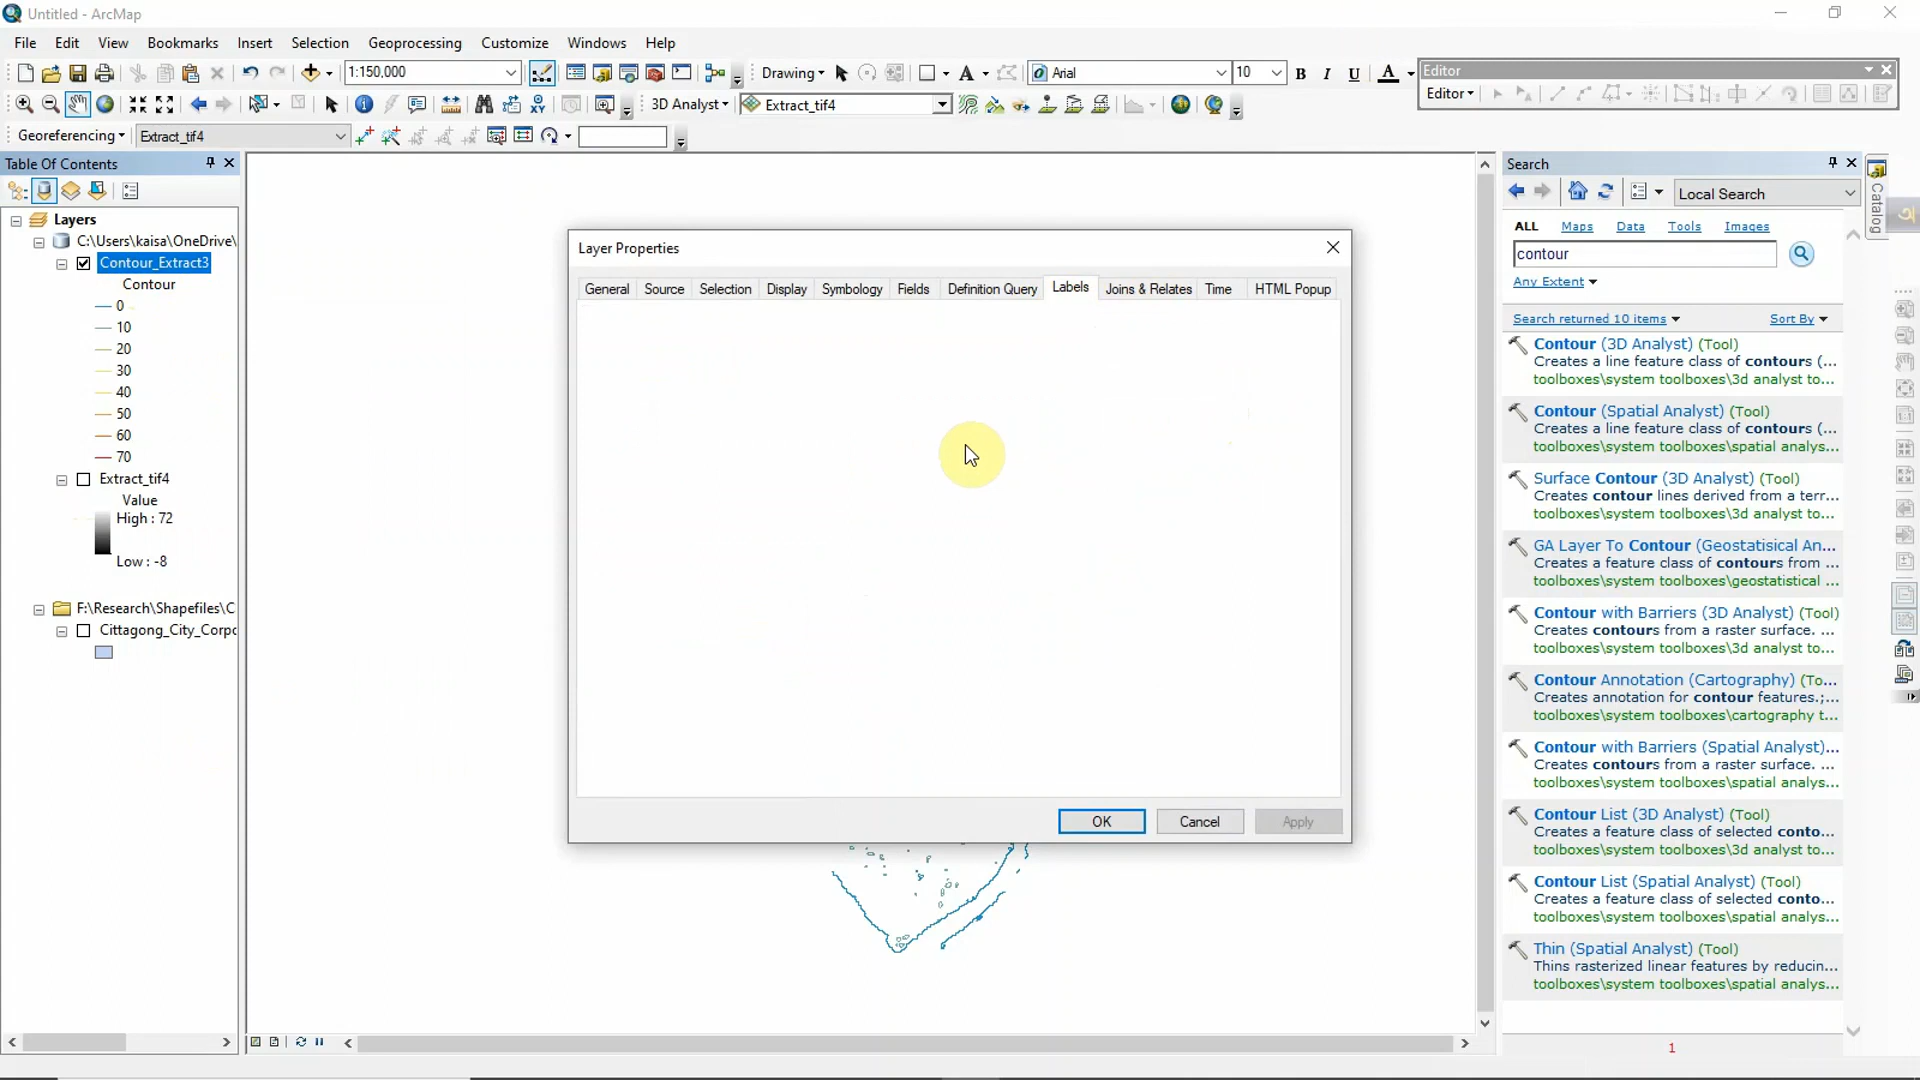 Untitled - ArcMap
File Edit View Bookmarks Insert Selection Geoprocessing Customize Windows Help
1:150,000
Drawing
A
Arial
10
B I U A
Editor
Editor
3D Analyst
Extract_tif4
Georeferencing
Extract_tif4
Table Of Contents
Layers
C:\Users\kaisa\OneDrive\
Contour_Extract3
Contour
0
10
20
30
40
50
60
70
Extract_tif4
Value
High : 72
Low : -8
F:\Research\Shapefiles\C
Cittagong_City_Corpo
Layer Properties
General Source Selection Display Symbology Fields Definition Query Labels Joins & Relates Time HTML Popup
OK Cancel Apply
Search
Local Search
ALL Maps Data Tools Images
contour
Any Extent
Search returned 10 items Sort By
Contour (3D Analyst) (Tool)
Creates a line feature class of contours (...
toolboxes\system toolboxes\3d analyst to...
Contour (Spatial Analyst) (Tool)
Creates a line feature class of contours (...
toolboxes\system toolboxes\spatial analys...
Surface Contour (3D Analyst) (Tool)
Creates contour lines derived from a terr...
toolboxes\system toolboxes\3d analyst to...
GA Layer To Contour (Geostatisical An...
Creates a feature class of contours from ...
toolboxes\system toolboxes\geostatistical ...
Contour with Barriers (3D Analyst) (Tool)
Creates contours from a raster surface. ...
toolboxes\system toolboxes\3d analyst to...
Contour Annotation (Cartography) (To...
Creates annotation for contour features.;...
toolboxes\system toolboxes\cartography t...
Contour with Barriers (Spatial Analyst)...
Creates contours from a raster surface. ...
toolboxes\system toolboxes\spatial analys...
Contour List (3D Analyst) (Tool)
Creates a feature class of selected conto...
toolboxes\system toolboxes\3d analyst to...
Contour List (Spatial Analyst) (Tool)
Creates a feature class of selected conto...
toolboxes\system toolboxes\spatial analys...
Thin (Spatial Analyst) (Tool)
Thins rasterized linear features by reducin...
toolboxes\system toolboxes\spatial analys...
1
Catalog
অ